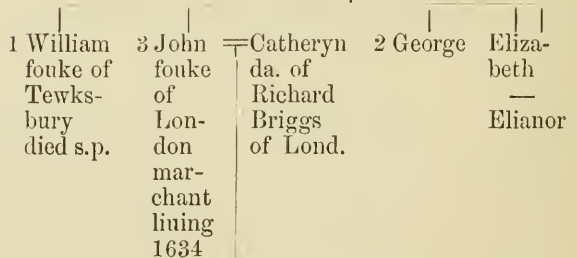 1 William
fouke of
Tewks-
bury
died s.p.
3 John
fouke
of
Lon-
don
mar-
chant
liuing
1634
Catheryn
da. of
Richard
Briggs
of Lond.
2 George
Eliza-
beth
—
Elianor